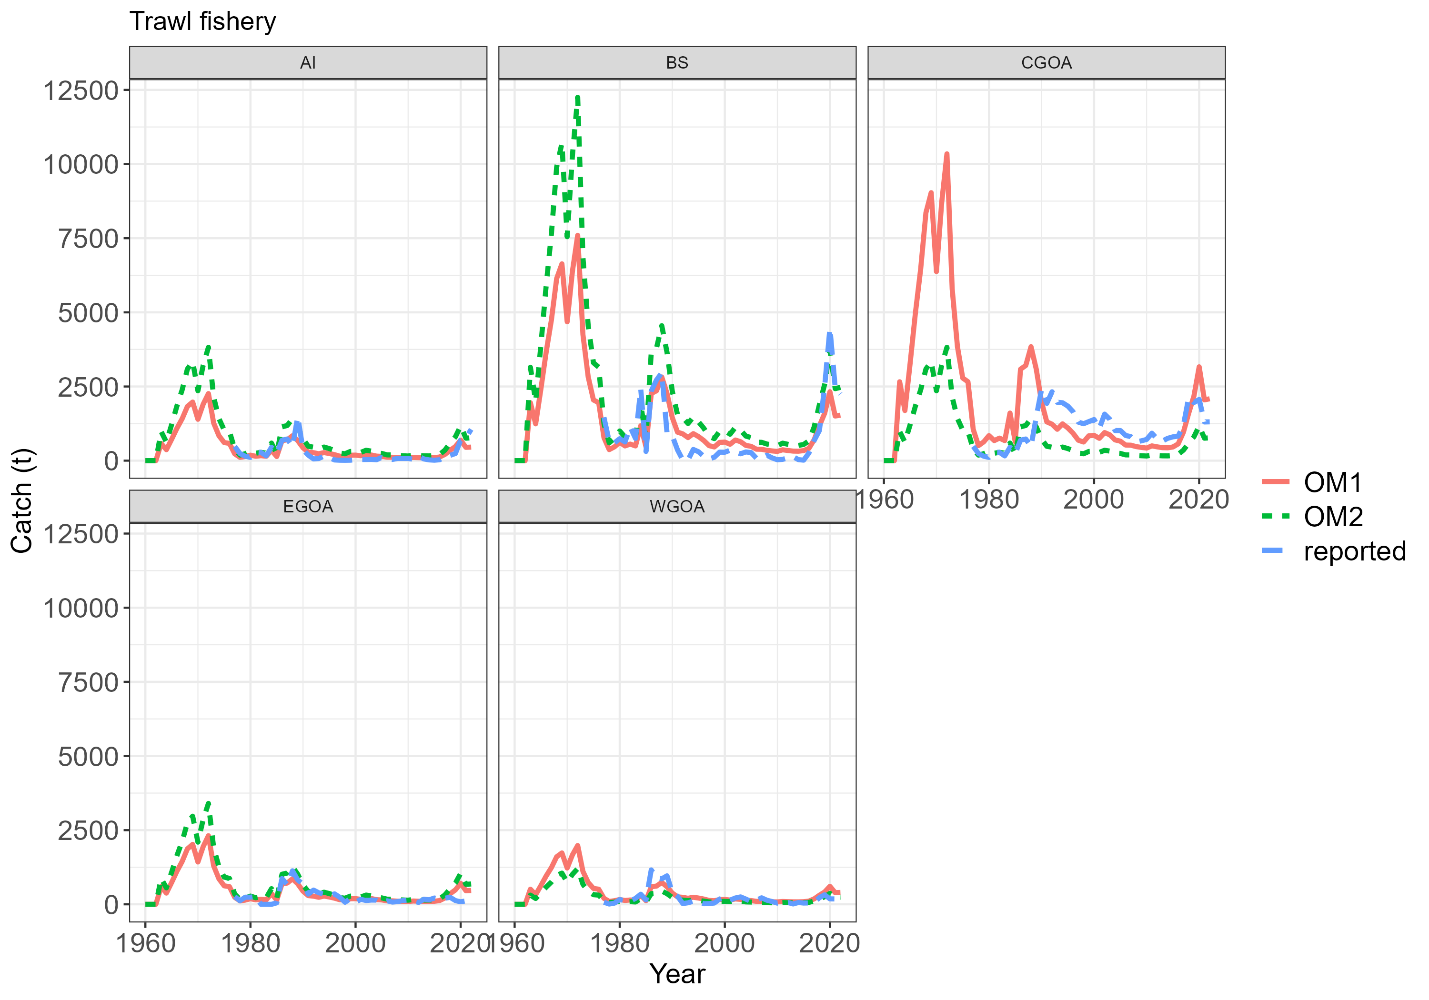 Trawl fishery
AI BS CGOA
12500
10000
7500
5000
2500
0
1960 1980 2000 2020
EGOA WGOA
12500
10000
7500
5000
2500
0
1960 1980 2000 2020 1960 1980 2000 2020
Year
Catch (t)
OM1
OM2
reported